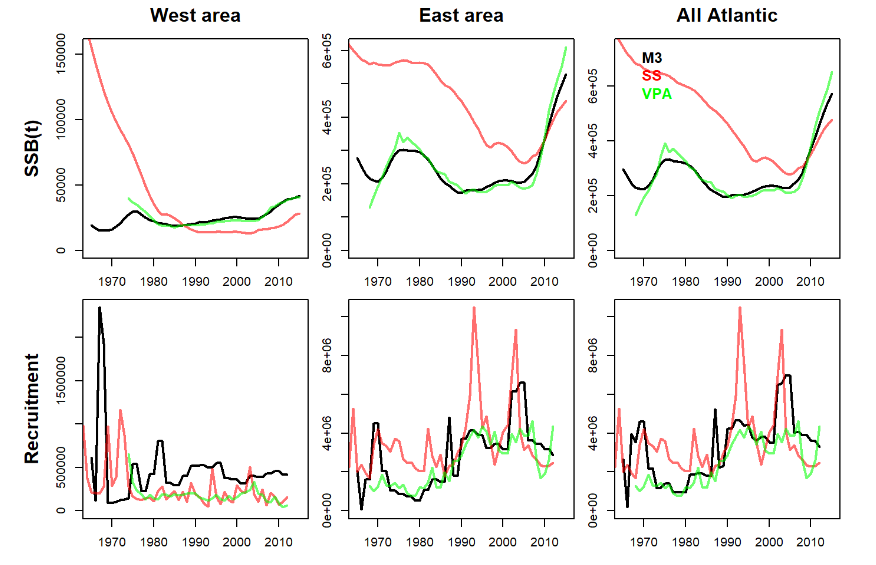 West area
East area
All Atlantic
SSB(t)
0
50000
100000
150000
1970 1980 1990 2000 2010
0e+00
2e+05
4e+05
6e+05
1970 1980 1990 2000 2010
M3
SS
VPA
0e+00
2e+05
4e+05
6e+05
1970 1980 1990 2000 2010
Recruitment
0
500000
1500000
1970 1980 1990 2000 2010
0e+00
4e+06
8e+06
1970 1980 1990 2000 2010
0e+00
4e+06
8e+06
1970 1980 1990 2000 2010